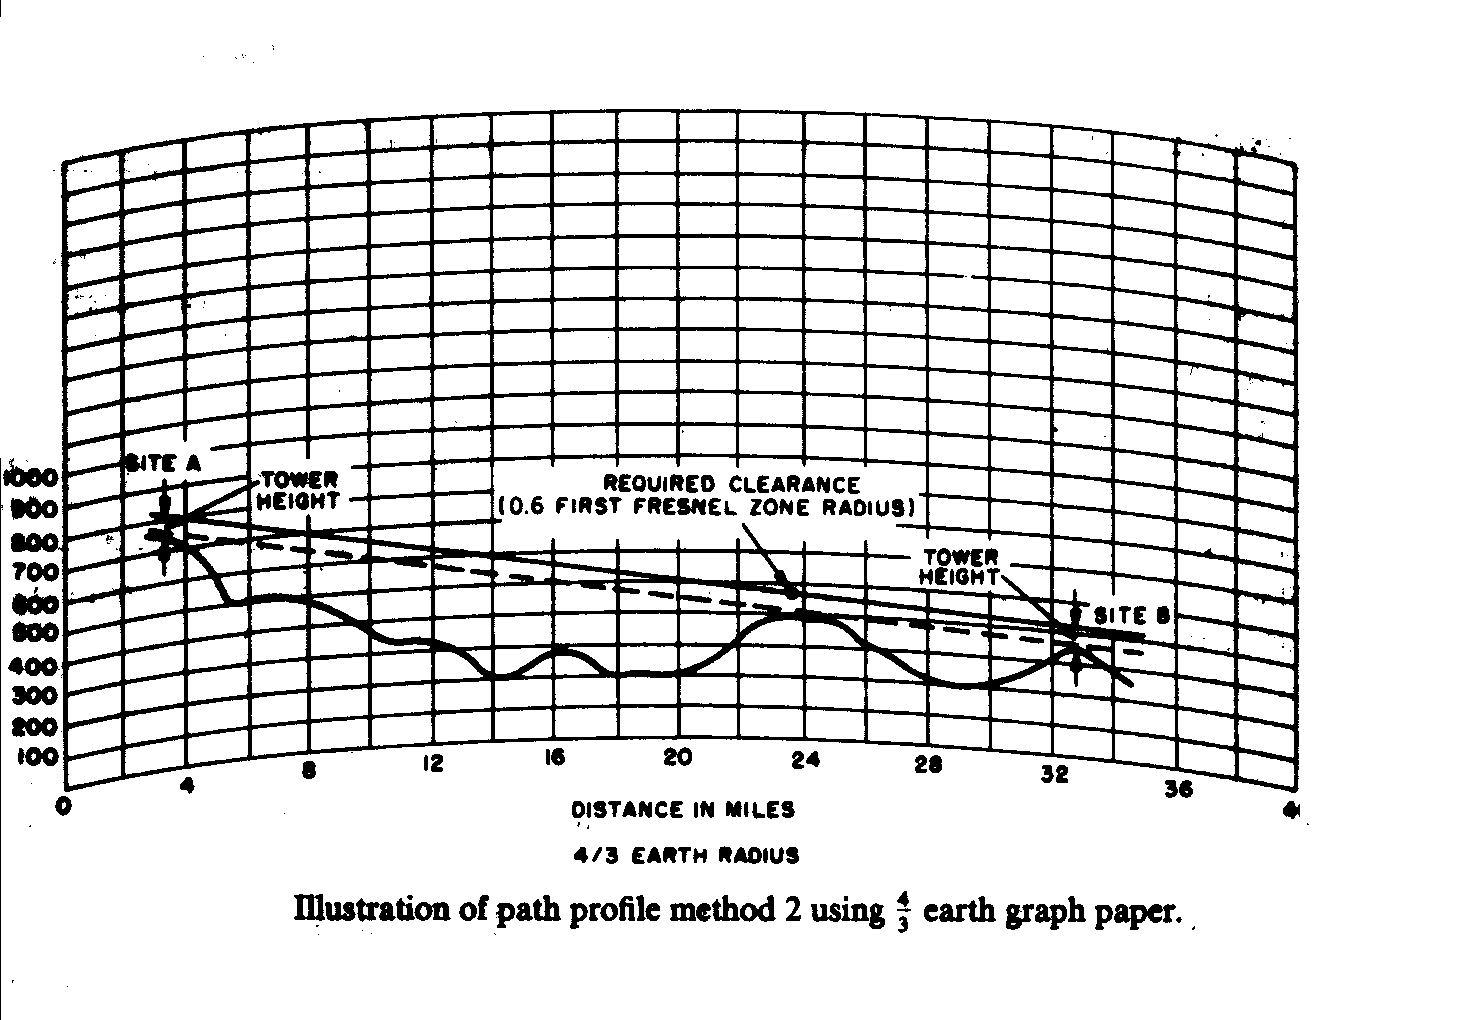 SITE A
TOWER
HEIGHT
REQUIRED CLEARANCE
(0.6 FIRST FRESNEL ZONE RADIUS)
TOWER
HEIGHT
SITE B
1000
900
800
700
600
500
400
300
200
100
0
4
8
12
16
20
24
28
32
36
DISTANCE IN MILES
4/3 EARTH RADIUS
Illustration of path profile method 2 using 4/3 earth graph paper.